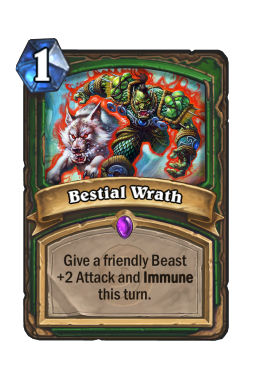 1
Bestial Wrath
Give a friendly Beast
+2 Attack and Immune
this turn.